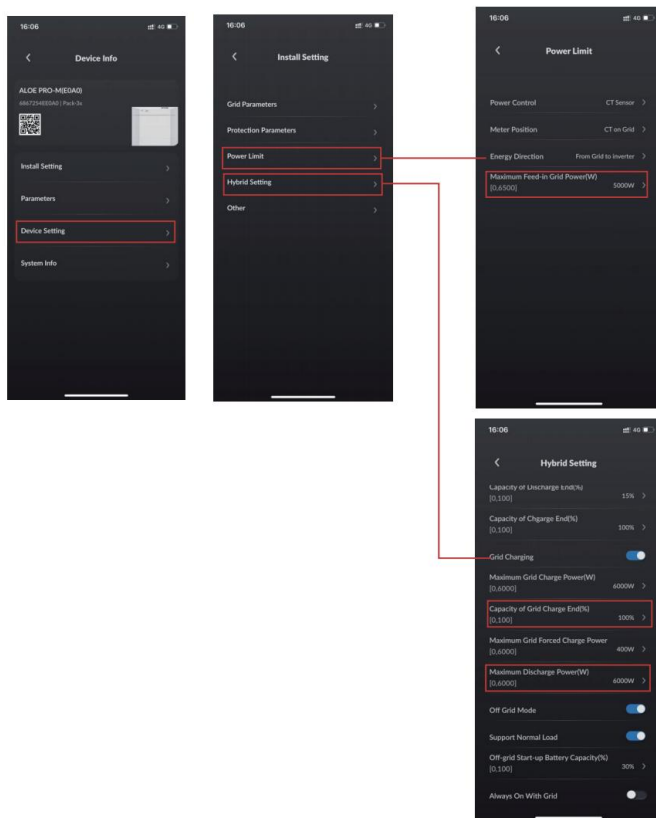 16:06
4G
Device Info
ALOE PRO-M(E0A0)
6867254EE0A0 | Pack-5x
Install Setting
Parameters
Device Setting
System Info
16:06
4G
Install Setting
Grid Parameters
Protection Parameters
Power Limit
Hybrid Setting
Other
16:06
4G
Power Limit
Power Control CT Sensor
Meter Position CT on Grid
Energy Direction From Grid to Inverter
Maximum Feed-in Grid Power(W)
[0,6500] 5000W
16:06
4G
Hybrid Setting
Capacity of Discharge End(%)
[0,100] 15%
Capacity of Chgarge End(%)
[0,100] 100%
Grid Charging
Maximum Grid Charge Power(W)
[0,6000] 6000W
Capacity of Grid Charge End(%)
[0,100] 100%
Maximum Grid Forced Charge Power
[0,6000] 400W
Maximum Discharge Power(W)
[0,6000] 6000W
Off Grid Mode
Support Normal Load
Off-grid Start-up Battery Capacity(%)
[0,100] 30%
Always On With Grid